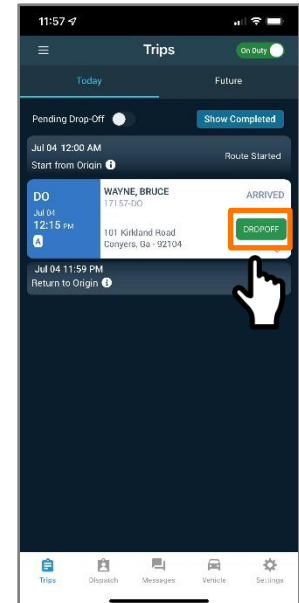 11:57
Trips
On Duty
Today
Future
Pending Drop-Off
Show Completed
Jul 04 12:00 AM
Start from Origin
Route Started
DO
Jul 04
12:15 PM
A
WAYNE, BRUCE
17157-DO
101 Kirkland Road
Conyers, Ga - 92104
ARRIVED
DROPOFF
Jul 04 11:59 PM
Return to Origin
Trips
Dispatch
Messages
Vehicle
Settings